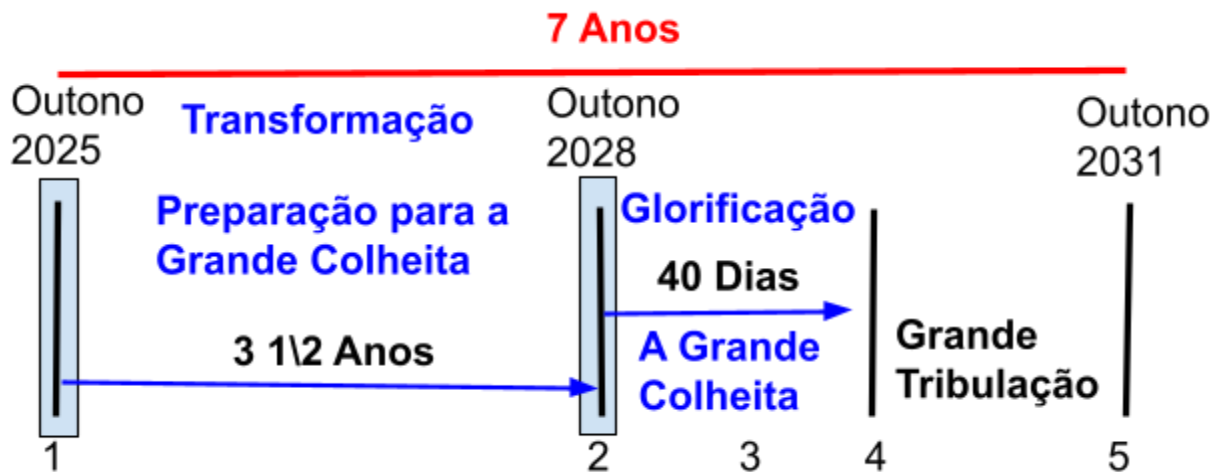 7 Anos
Outono
2025
Transformação
Outono
2028
Outono
2031
Preparação para a
Grande Colheita
Glorificação
40 Dias
3 1\2 Anos
A Grande
Colheita
Grande
Tribulação
1
2
3
4
5